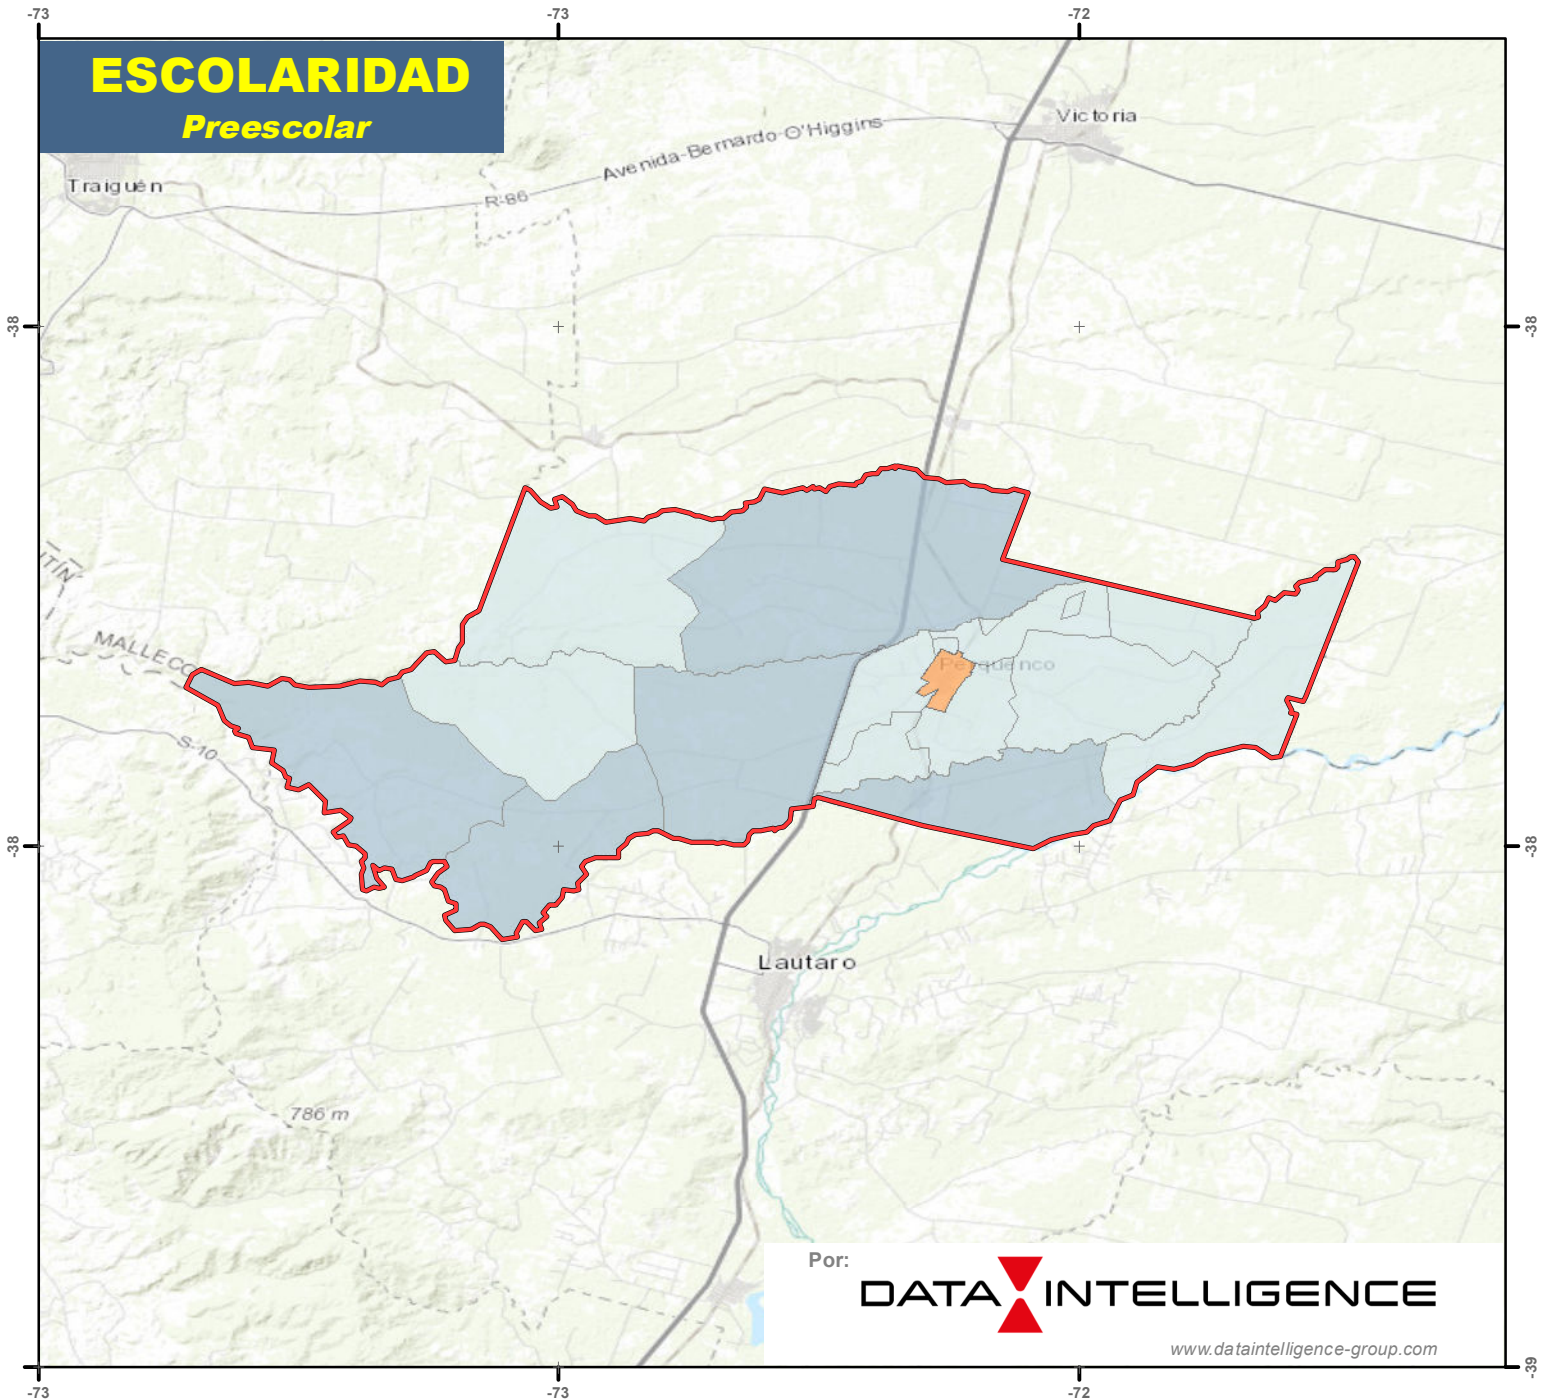 -73
-73
-72
ESCOLARIDAD
Preescolar
Victoria
Avenida-Bernardo-O'Higgins
Traiguén
R-86
-38
-38
Perquenco
MALLECO
S-10
-38
-38
Lautaro
786 m
Por:
DATA INTELLIGENCE
www.dataintelligence-group.com
-39
-73
-73
-72